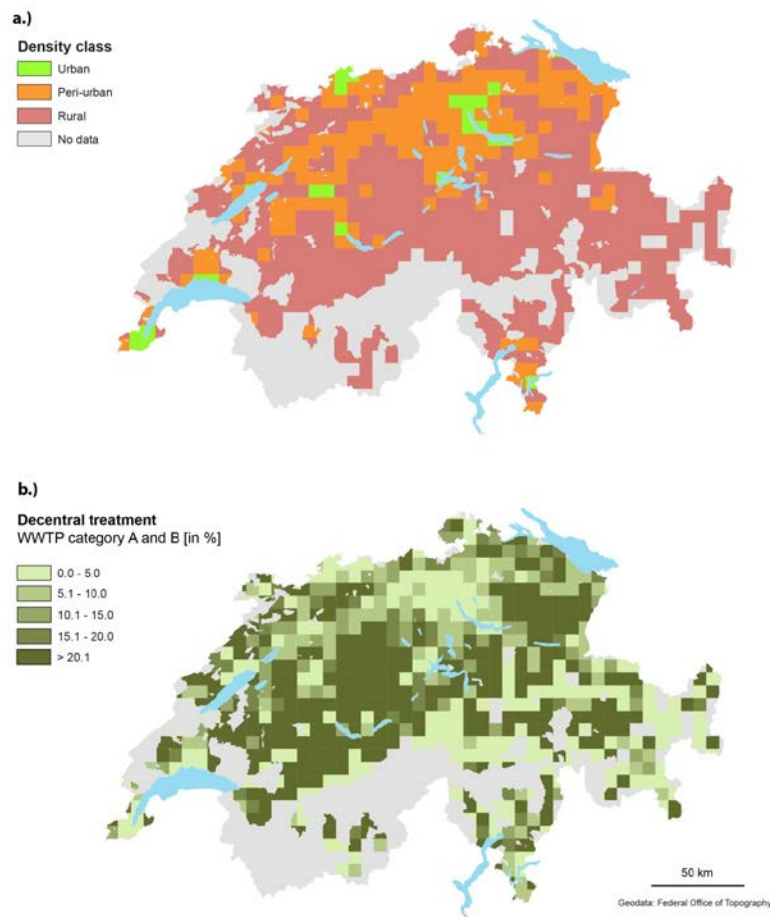 a.)
Density class
Urban
Peri-urban
Rural
No data
b.)
Decentral treatment
WWTP category A and B [in %]
0.0 - 5.0
5.1 - 10.0
10.1 - 15.0
15.1 - 20.0
> 20.1
50 km
Geodata: Federal Office of Topography